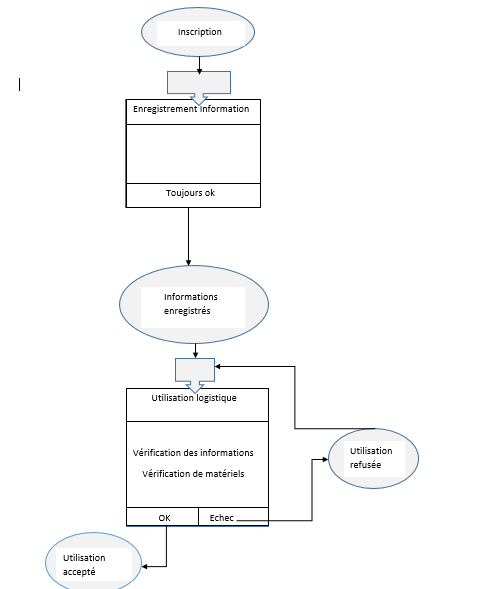 Inscription
Enregistrement Information
Toujours ok
Informations
enregistrés
Utilisation logistique
Vérification des informations
Vérification de matériels
OK
Echec
Utilisation
refusée
Utilisation
accepté